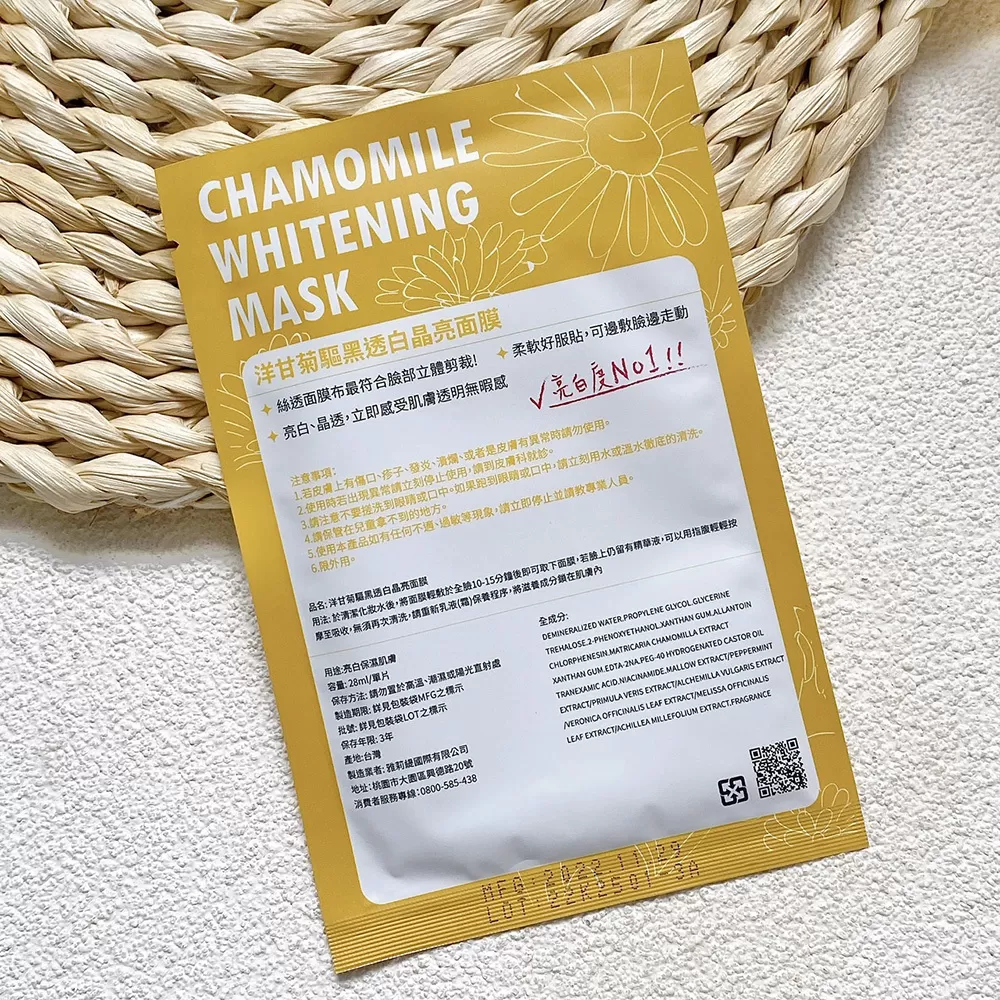 CHAMOMILE
WHITENING
MASK
洋甘菊驅黑透白晶亮面膜
✦ 絲透面膜布最符合臉部立體剪裁!
✦ 柔軟好服貼,可邊敷臉邊走動
✦ 亮白、晶透,立即感受肌膚透明無暇感
✓亮白度No1!!
注意事項:
1.若皮膚上有傷口、疹子、發炎、潰爛、或者是皮膚有異常時請勿使用。
2.使用時若出現異常請立刻停止使用,請到皮膚科就診。
3.請注意不要搓洗到眼睛或口中。如果跑到眼睛或口中,請立刻用水或溫水徹底的清洗。
4.請保管在兒童拿不到的地方。
5.使用本產品如有任何不適、過敏等現象,請立即停止並請教專業人員。
6.限外用。
品名: 洋甘菊驅黑透白晶亮面膜
用法: 於清潔化妝水後,將面膜輕敷於全臉10-15分鐘後即可取下面膜,若臉上仍留有精華液,可以用指腹輕輕按
摩至吸收,無須再次清洗,請重新乳液(霜)保養程序,將滋養成分鎖在肌膚內
用途:亮白保濕肌膚
容量: 28ml/單片
保存方法: 請勿置於高溫、潮濕或陽光直射處
製造期限: 詳見包裝袋MFG之標示
批號: 詳見包裝袋LOT之標示
保存年限: 3年
產地:台灣
製造業者: 雅莉緹國際有限公司
地址: 桃園市大園區興德路20號
消費者服務專線: 0800-585-438
全成分:
DEMINERALIZED WATER.PROPYLENE GLYCOL.GLYCERINE
TREHALOSE.2-PHENOXYETHANOL.XANTHAN GUM.ALLANTOIN
CHLORPHENESIN.MATRICARIA CHAMOMILLA EXTRACT
XANTHAN GUM.EDTA-2NA.PEG-40 HYDROGENATED CASTOR OIL
TRANEXAMIC ACID.NIACINAMIDE.MALLOW EXTRACT/PEPPERMINT
EXTRACT/PRIMULA VERIS EXTRACT/ALCHEMILLA VULGARIS EXTRACT
/VERONICA OFFICINALIS LEAF EXTRACT/MELISSA OFFICINALIS
LEAF EXTRACT/ACHILLEA MILLEFOLIUM EXTRACT.FRAGRANCE
MFG 2022.11.29
LOT 22K2501 3A